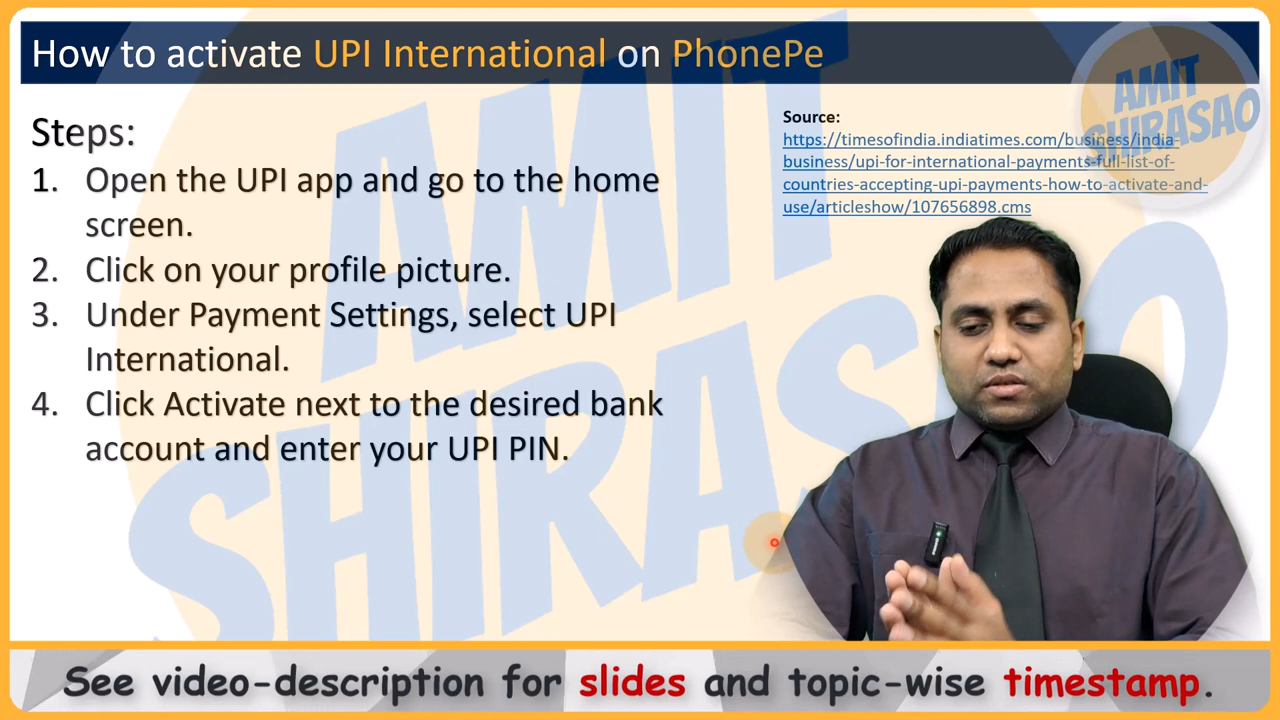 How to activate UPI International on PhonePe
AMIT
SHIRASAO
Steps:
1. Open the UPI app and go to the home
screen.
2. Click on your profile picture.
3. Under Payment Settings, select UPI
International.
4. Click Activate next to the desired bank
account and enter your UPI PIN.
Source:
https://timesofindia.indiatimes.com/business/india-
business/upi-for-international-payments-full-list-of-
countries-accepting-upi-payments-how-to-activate-and-
use/articleshow/107656898.cms
AMIT
SHIRASAO
See video-description for slides and topic-wise timestamp.